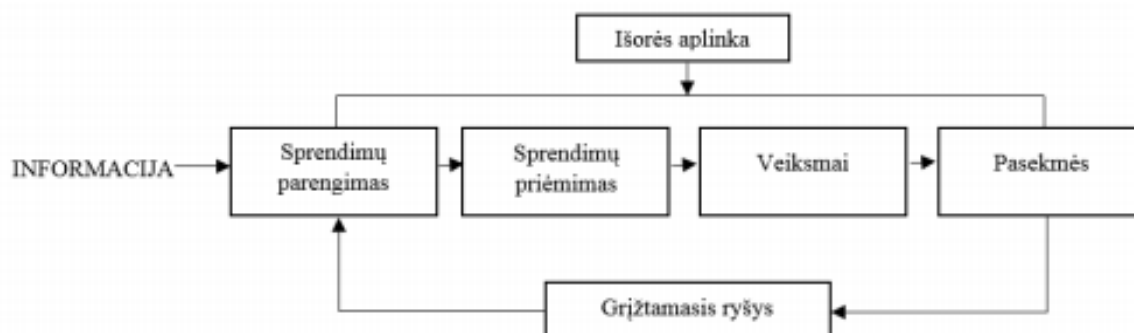 Išorės aplinka
INFORMACIJA
Sprendimų
parengimas
Sprendimų
priėmimas
Veiksmai
Pasekmės
Grįžtamasis ryšys